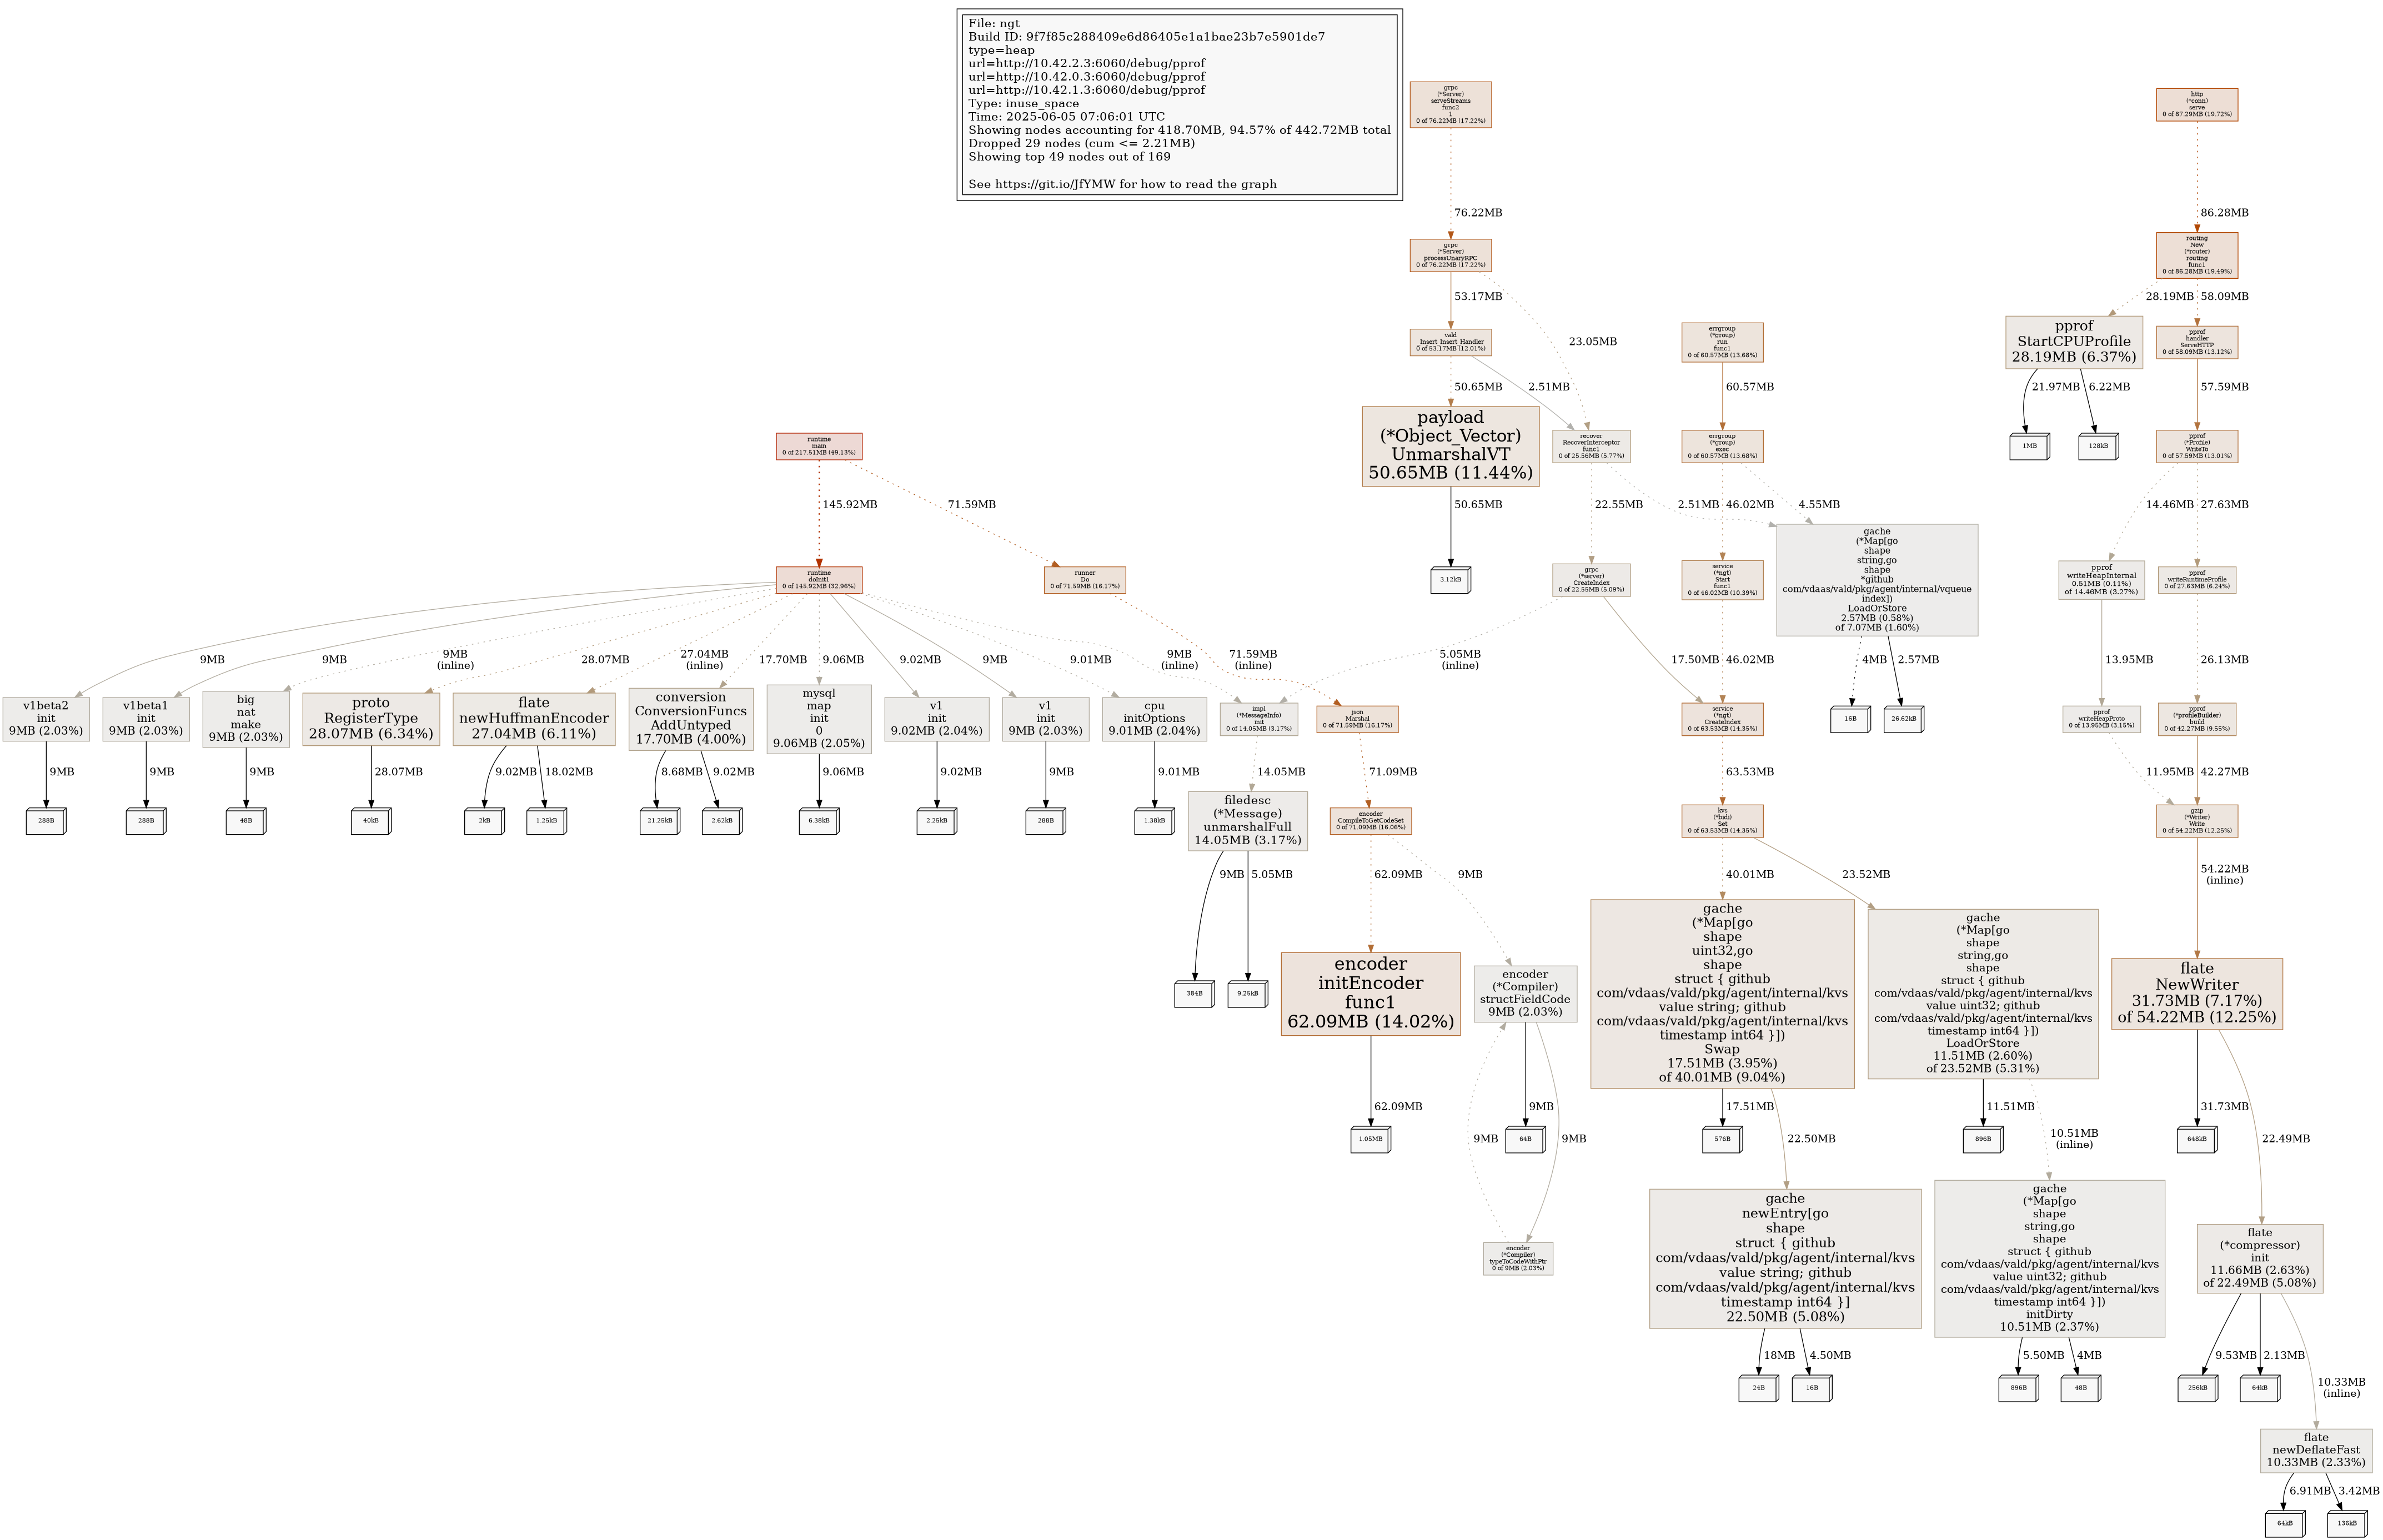 File: ngt
Build ID: 9f7f85c288409e6d86405e1a1bae23b7e5901de7
type=heap
url=http://10.42.2.3:6060/debug/pprof
url=http://10.42.0.3:6060/debug/pprof
url=http://10.42.1.3:6060/debug/pprof
Type: inuse_space
Time: 2025-06-05 07:06:01 UTC
Showing nodes accounting for 418.70MB, 94.57% of 442.72MB total
Dropped 29 nodes (cum <= 2.21MB)
Showing top 49 nodes out of 169
See https://git.io/JfYMW for how to read the graph
grpc
(*Server)
serveStreams
func2
1
0 of 76.22MB (17.22%)
http
(*conn)
serve
0 of 87.29MB (19.72%)
76.22MB
86.28MB
grpc
(*Server)
processUnaryRPC
0 of 76.22MB (17.22%)
routing
New
(*router)
routing
func1
0 of 86.28MB (19.49%)
53.17MB
23.05MB
28.19MB
58.09MB
vald
_Insert_Insert_Handler
0 of 53.17MB (12.01%)
errgroup
(*group)
run
func1
0 of 60.57MB (13.68%)
pprof
StartCPUProfile
28.19MB (6.37%)
pprof
handler
ServeHTTP
0 of 58.09MB (13.12%)
50.65MB
2.51MB
60.57MB
21.97MB
6.22MB
57.59MB
payload
(*Object_Vector)
UnmarshalVT
50.65MB (11.44%)
recover
RecoverInterceptor
func1
0 of 25.56MB (5.77%)
errgroup
(*group)
exec
0 of 60.57MB (13.68%)
1MB
128kB
pprof
(*Profile)
WriteTo
0 of 57.59MB (13.01%)
runtime
main
0 of 217.51MB (49.13%)
145.92MB
71.59MB
50.65MB
22.55MB
2.51MB
46.02MB
4.55MB
14.46MB
27.63MB
runtime
doInit1
0 of 145.92MB (32.96%)
runner
Do
0 of 71.59MB (16.17%)
3.12kB
grpc
(*server)
CreateIndex
0 of 22.55MB (5.09%)
service
(*ngt)
Start
func1
0 of 46.02MB (10.39%)
gache
(*Map[go
shape
string,go
shape
*github
com/vdaas/vald/pkg/agent/internal/vqueue
index])
LoadOrStore
2.57MB (0.58%)
of 7.07MB (1.60%)
pprof
writeHeapInternal
0.51MB (0.11%)
of 14.46MB (3.27%)
pprof
writeRuntimeProfile
0 of 27.63MB (6.24%)
9MB
9MB
9MB
(inline)
28.07MB
27.04MB
(inline)
17.70MB
9.06MB
9.02MB
9MB
9.01MB
9MB
(inline)
71.59MB
(inline)
5.05MB
(inline)
17.50MB
46.02MB
4MB
2.57MB
13.95MB
26.13MB
v1beta2
init
9MB (2.03%)
v1beta1
init
9MB (2.03%)
big
nat
make
9MB (2.03%)
proto
RegisterType
28.07MB (6.34%)
flate
newHuffmanEncoder
27.04MB (6.11%)
conversion
ConversionFuncs
AddUntyped
17.70MB (4.00%)
mysql
map
init
0
9.06MB (2.05%)
v1
init
9.02MB (2.04%)
v1
init
9MB (2.03%)
cpu
initOptions
9.01MB (2.04%)
impl
(*MessageInfo)
init
0 of 14.05MB (3.17%)
json
Marshal
0 of 71.59MB (16.17%)
service
(*ngt)
CreateIndex
0 of 63.53MB (14.35%)
16B
26.62kB
pprof
writeHeapProto
0 of 13.95MB (3.15%)
pprof
(*profileBuilder)
build
0 of 42.27MB (9.55%)
9MB
9MB
9MB
28.07MB
9.02MB
18.02MB
8.68MB
9.02MB
9.06MB
9.02MB
9MB
9.01MB
14.05MB
71.09MB
63.53MB
11.95MB
42.27MB
288B
288B
48B
40kB
2kB
1.25kB
21.25kB
2.62kB
6.38kB
2.25kB
288B
1.38kB
filedesc
(*Message)
unmarshalFull
14.05MB (3.17%)
encoder
CompileToGetCodeSet
0 of 71.09MB (16.06%)
kvs
(*bidi)
Set
0 of 63.53MB (14.35%)
gzip
(*Writer)
Write
0 of 54.22MB (12.25%)
9MB
5.05MB
62.09MB
9MB
40.01MB
23.52MB
54.22MB
(inline)
384B
9.25kB
encoder
initEncoder
func1
62.09MB (14.02%)
encoder
(*Compiler)
structFieldCode
9MB (2.03%)
gache
(*Map[go
shape
uint32,go
shape
struct { github
com/vdaas/vald/pkg/agent/internal/kvs
value string; github
com/vdaas/vald/pkg/agent/internal/kvs
timestamp int64 }])
Swap
17.51MB (3.95%)
of 40.01MB (9.04%)
gache
(*Map[go
shape
string,go
shape
struct { github
com/vdaas/vald/pkg/agent/internal/kvs
value uint32; github
com/vdaas/vald/pkg/agent/internal/kvs
timestamp int64 }])
LoadOrStore
11.51MB (2.60%)
of 23.52MB (5.31%)
flate
NewWriter
31.73MB (7.17%)
of 54.22MB (12.25%)
62.09MB
9MB
9MB
9MB
17.51MB
22.50MB
11.51MB
10.51MB
(inline)
31.73MB
22.49MB
1.05MB
64B
576B
896B
648kB
encoder
(*Compiler)
typeToCodeWithPtr
0 of 9MB (2.03%)
gache
newEntry[go
shape
struct { github
com/vdaas/vald/pkg/agent/internal/kvs
value string; github
com/vdaas/vald/pkg/agent/internal/kvs
timestamp int64 }]
22.50MB (5.08%)
gache
(*Map[go
shape
string,go
shape
struct { github
com/vdaas/vald/pkg/agent/internal/kvs
value uint32; github
com/vdaas/vald/pkg/agent/internal/kvs
timestamp int64 }])
initDirty
10.51MB (2.37%)
flate
(*compressor)
init
11.66MB (2.63%)
of 22.49MB (5.08%)
18MB
4.50MB
5.50MB
4MB
9.53MB
2.13MB
10.33MB
(inline)
24B
16B
896B
48B
256kB
64kB
flate
newDeflateFast
10.33MB (2.33%)
6.91MB
3.42MB
64kB
136kB